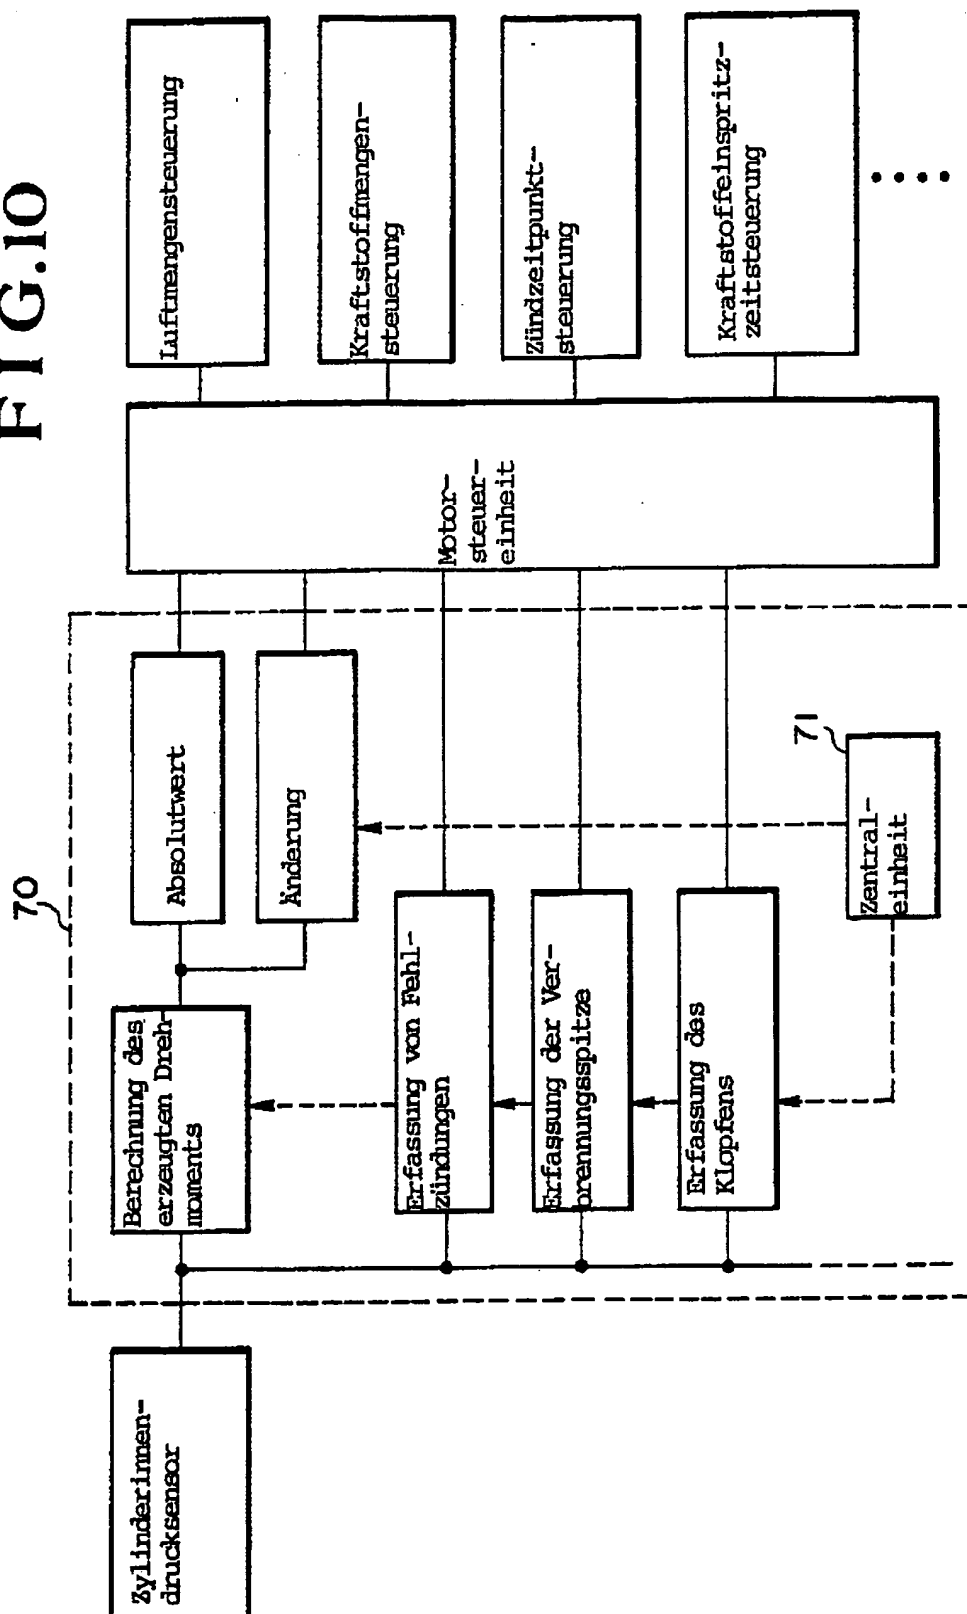 FIG.10
70
Zylinderinnen-
drucksensor
Berechnung des
erzeugten Dreh-
moments
Absolutwert
Änderung
Erfassung von Fehl-
zündungen
Erfassung der Ver-
brennungsspitze
Erfassung des
Klopfens
71
Zentral-
einheit
Motor-
steuer-
einheit
Luftmengensteuerung
Kraftstoffmengen-
steuerung
Zündzeitpunkt-
steuerung
Kraftstoffeinspritz-
zeitsteuerung